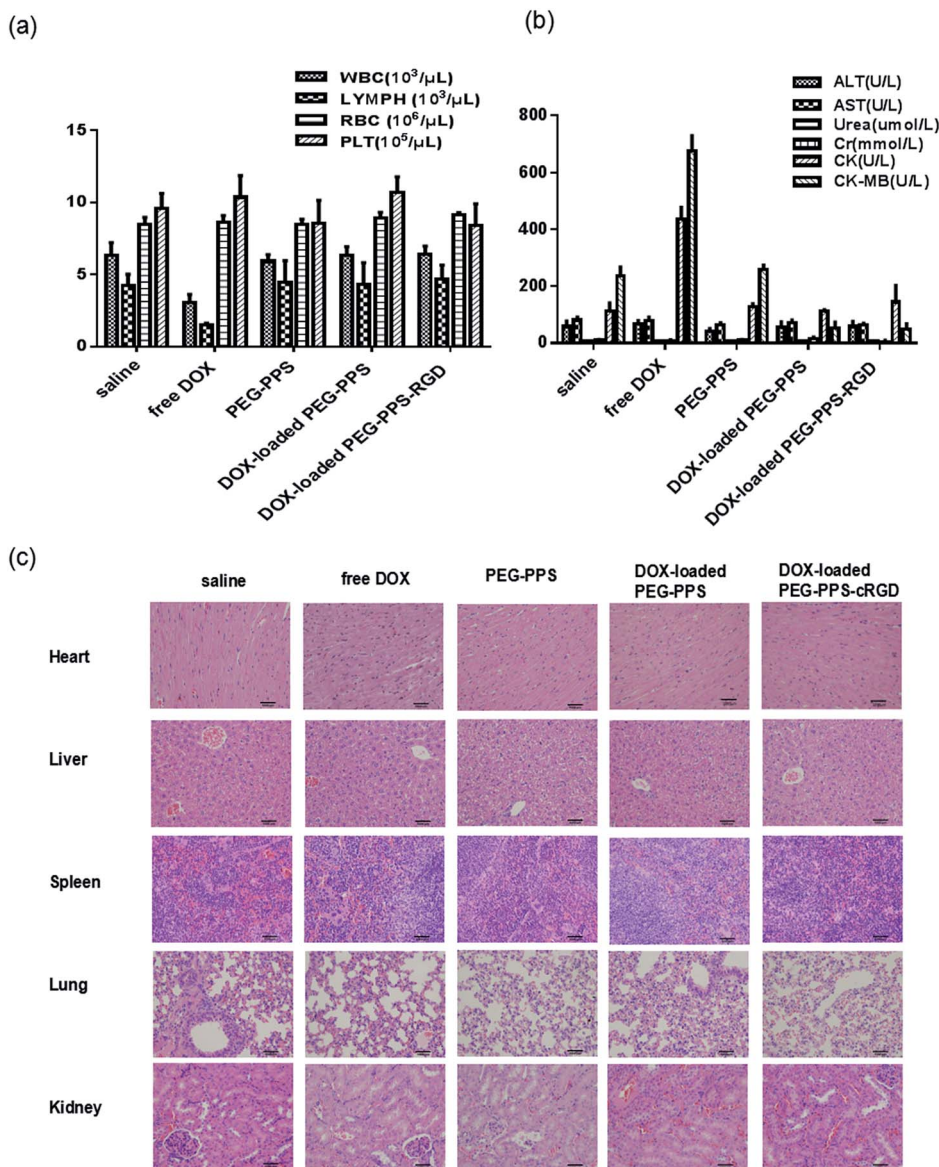 (a)
WBC(10³/µL)
LYMPH (10³/µL)
RBC (10⁶/µL)
PLT(10⁵/µL)
15
10
5
0
saline
free DOX
PEG-PPS
DOX-loaded PEG-PPS
DOX-loaded PEG-PPS-RGD
(b)
ALT(U/L)
AST(U/L)
Urea(umol/L)
Cr(mmol/L)
CK(U/L)
CK-MB(U/L)
800
600
400
200
0
saline
free DOX
PEG-PPS
DOX-loaded PEG-PPS
DOX-loaded PEG-PPS-RGD
(c)
saline
free DOX
PEG-PPS
DOX-loaded
PEG-PPS
DOX-loaded
PEG-PPS-cRGD
Heart
Liver
Spleen
Lung
Kidney